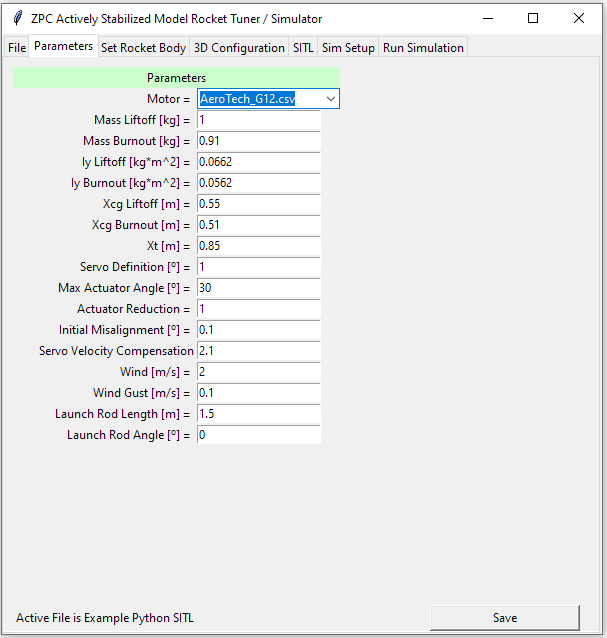 ZPC Actively Stabilized Model Rocket Tuner / Simulator
File Parameters Set Rocket Body 3D Configuration SITL Sim Setup Run Simulation
Parameters
Motor = AeroTech_G12.csv
Mass Liftoff [kg] = 1
Mass Burnout [kg] = 0.91
Iy Liftoff [kg*m^2] = 0.0662
Iy Burnout [kg*m^2] = 0.0562
Xcg Liftoff [m] = 0.55
Xcg Burnout [m] = 0.51
Xt [m] = 0.85
Servo Definition [º] = 1
Max Actuator Angle [º] = 30
Actuator Reduction = 1
Initial Misalignment [º] = 0.1
Servo Velocity Compensation 2.1
Wind [m/s] = 2
Wind Gust [m/s] = 0.1
Launch Rod Length [m] = 1.5
Launch Rod Angle [º] = 0
Active File is Example Python SITL Save